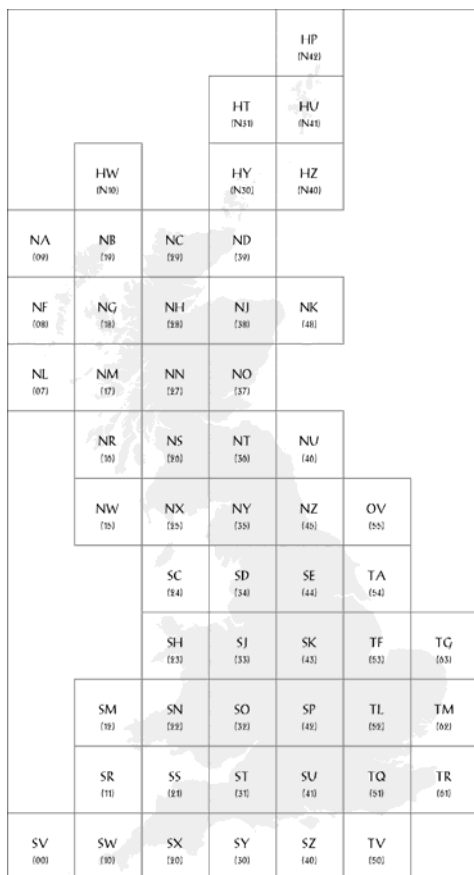 HP
(N42)
HT HU
(N31) (N41)
HW HY HZ
(N10) (N30) (N40)
NA NB NC ND
(09) (19) (29) (39)
NF NG NH NJ NK
(08) (18) (28) (38) (48)
NL NM NN NO
(07) (17) (27) (37)
NR NS NT NU
(16) (26) (36) (46)
NW NX NY NZ OV
(15) (25) (35) (45) (55)
SC SD SE TA
(24) (34) (44) (54)
SH SJ SK TF TG
(23) (33) (43) (53) (63)
SM SN SO SP TL TM
(12) (22) (32) (42) (52) (62)
SR SS ST SU TQ TR
(11) (21) (31) (41) (51) (61)
SV SW SX SY SZ TV
(00) (10) (20) (30) (40) (50)